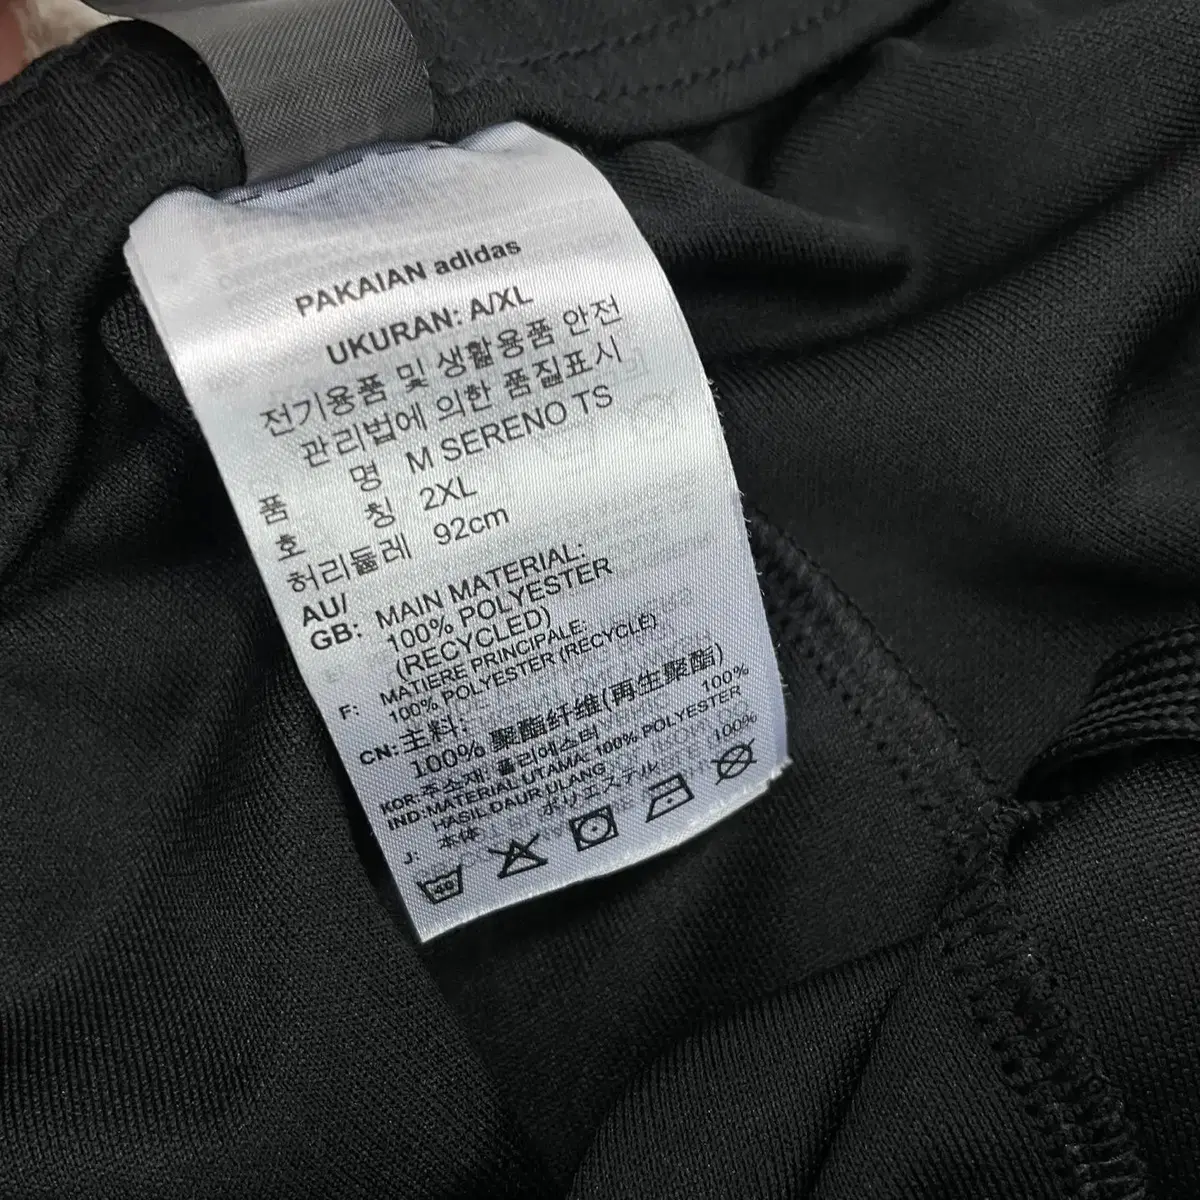 PAKAIAN adidas
UKURAN: A/XL
전기용품 및 생활용품 안전
관리법에 의한 품질표시
품 명 M SERENO TS
호 칭 2XL
허리둘레 92cm
AU/
GB: MAIN MATERIAL:
100% POLYESTER
(RECYCLED)
F: MATIERE PRINCIPALE:
100% POLYESTER (RECYCLÉ)
CN: 主料:
100% 聚酯纤维(再生聚酯)
KOR: 주소재: 폴리에스터 100%
IND: MATERIAL UTAMA: 100% POLYESTER
HASIL DAUR ULANG
J: 本体 ポリエステル 100%
40